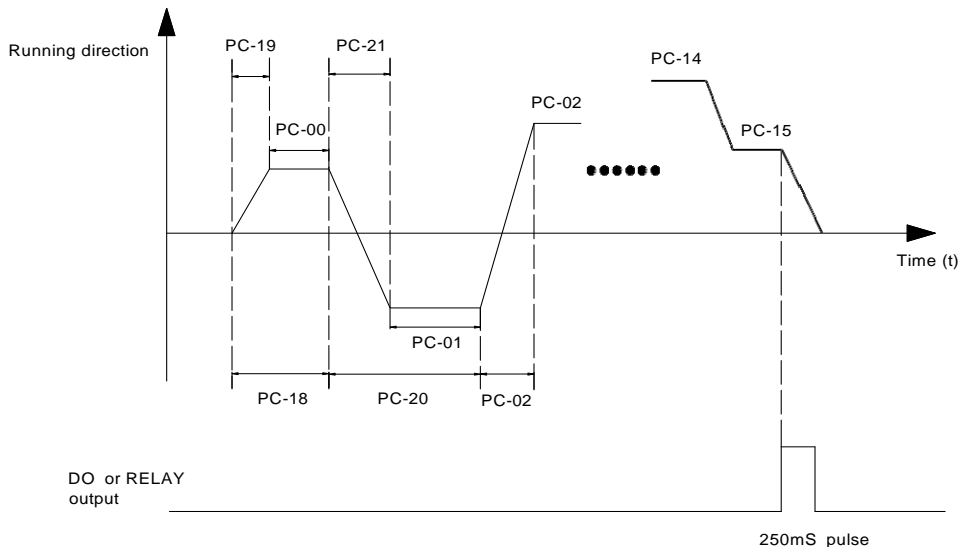 Running direction
PC-19
PC-21
PC-00
PC-02
PC-14
PC-15
Time (t)
PC-01
PC-18
PC-20
PC-02
DO or RELAY
output
250mS pulse